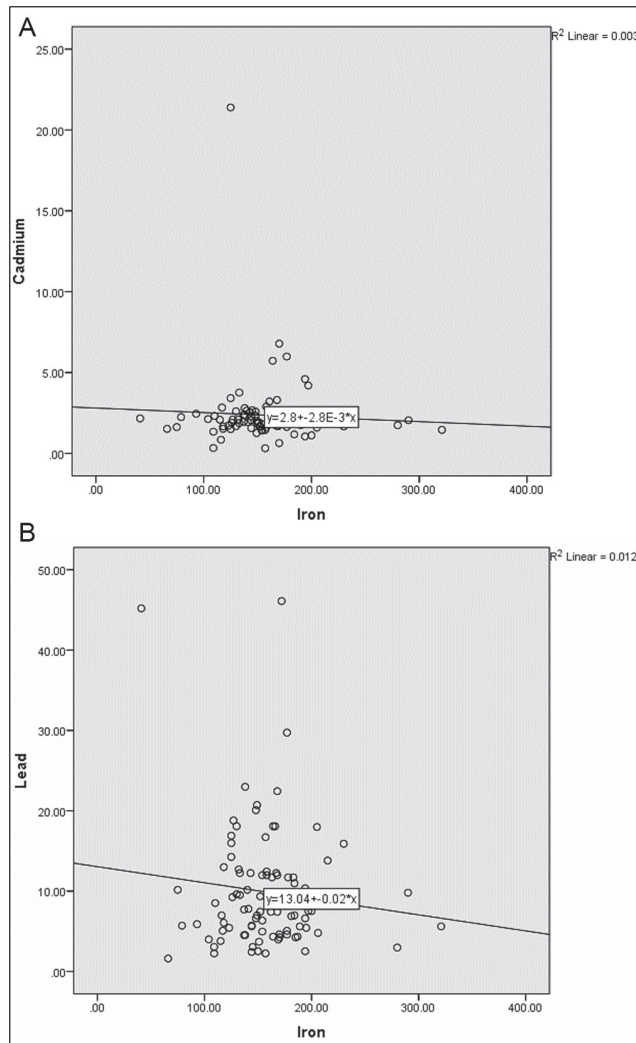 A
R² Linear = 0.003
25.00
20.00
15.00
10.00
5.00
.00
Cadmium
y=2.8+-2.8E-3*x
.00 100.00 200.00 300.00 400.00
Iron
B
R² Linear = 0.012
50.00
40.00
30.00
20.00
10.00
.00
Lead
y=13.04+-0.02*x
.00 100.00 200.00 300.00 400.00
Iron